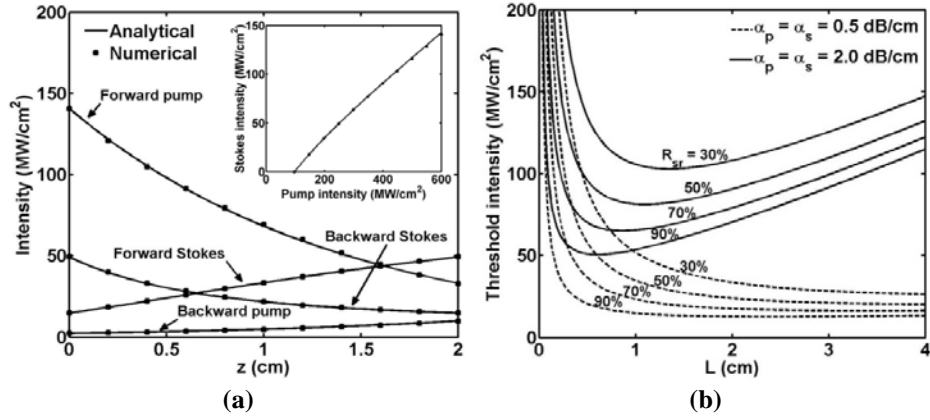 200
150
100
50
0
Intensity (MW/cm²)
Analytical
Numerical
Forward pump
Forward Stokes
Backward Stokes
Backward pump
150
100
50
0
Stokes intensity (MW/cm²)
0 200 400 600
Pump intensity (MW/cm²)
0 0.5 1.0 1.5 2
z (cm)
(a)
200
150
100
50
0
Threshold intensity (MW/cm²)
αp = αs = 0.5 dB/cm
αp = αs = 2.0 dB/cm
Rsr = 30%
50%
70%
90%
30%
50%
70%
90%
0 1 2 3 4
L (cm)
(b)